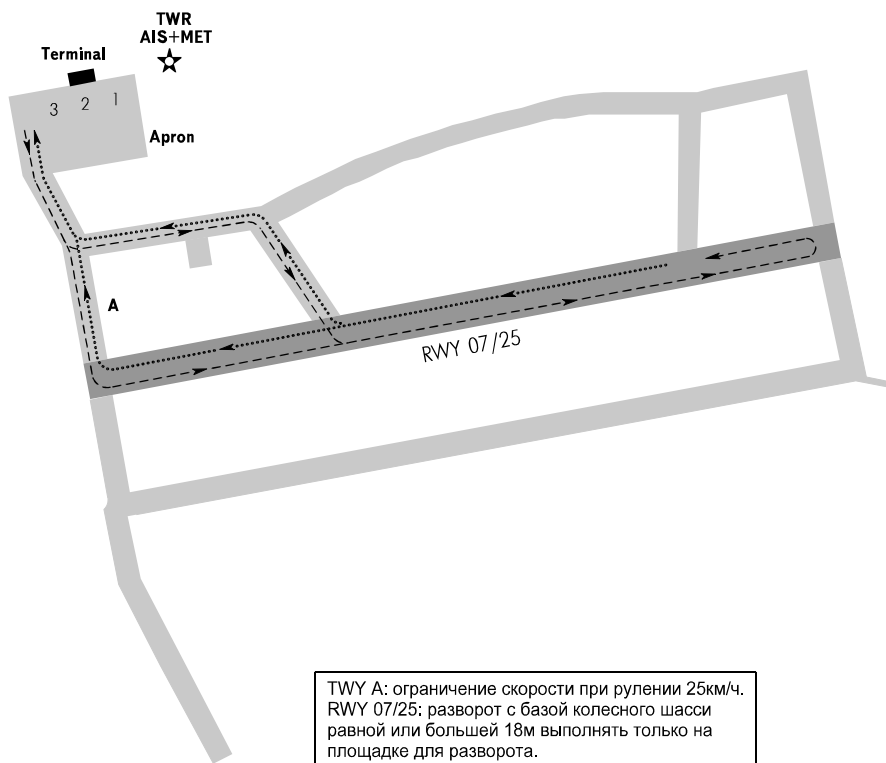 TWR
AIS+MET
Terminal
3 2 1
Apron
A
RWY 07/25
TWY A: ограничение скорости при рулении 25км/ч.
RWY 07/25: разворот с базой колесного шасси
равной или большей 18м выполнять только на
площадке для разворота.